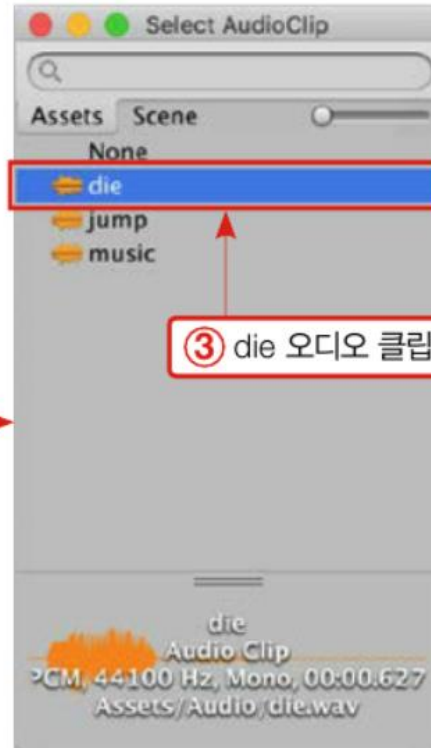 Select AudioClip
Assets Scene
None
die
jump
music
③ die 오디오 클립
die
Audio Clip
PCM, 44100 Hz, Mono, 00:00.627
Assets/Audio/die.wav